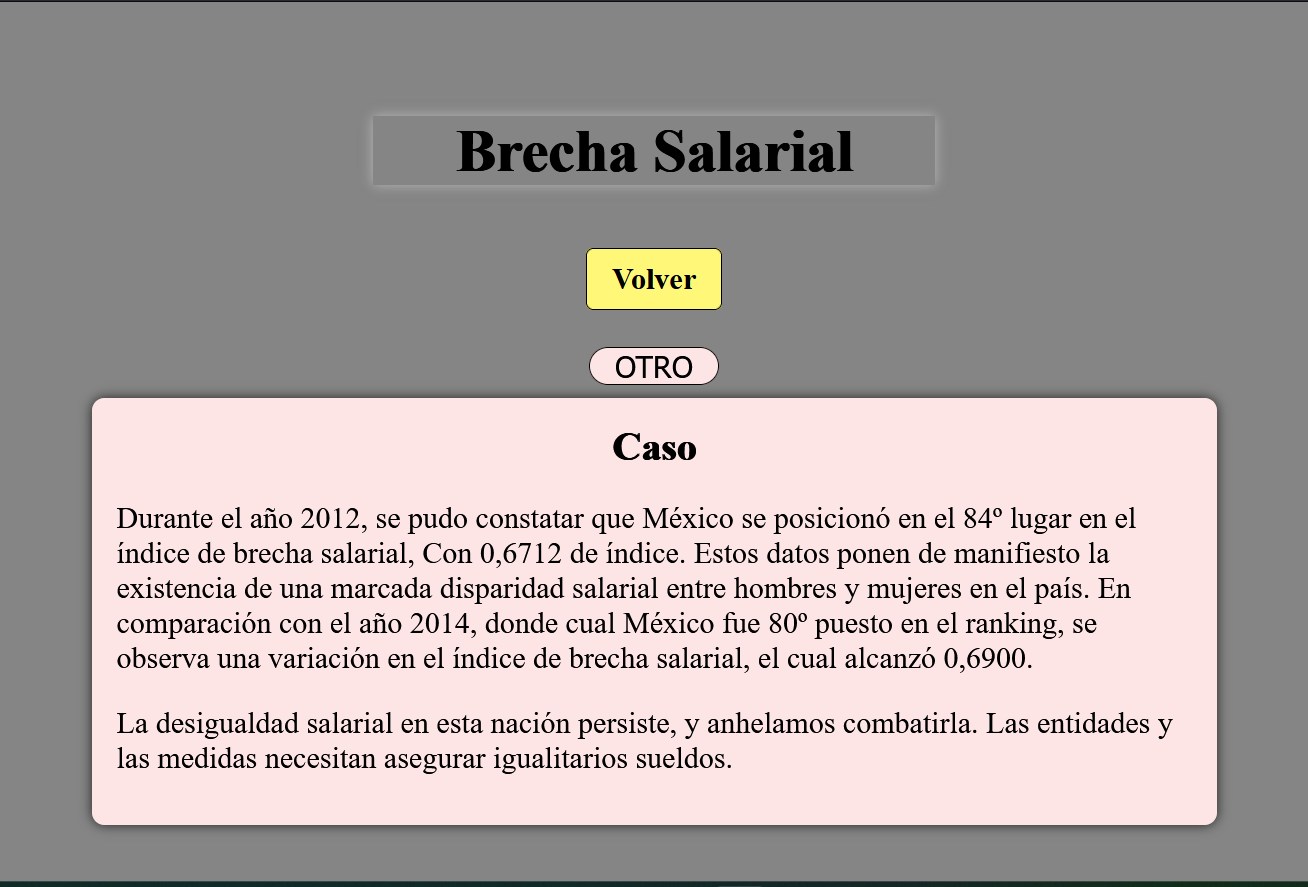 Brecha Salarial
Volver
OTRO
Caso
Durante el año 2012, se pudo constatar que México se posicionó en el 84º lugar en el
índice de brecha salarial, Con 0,6712 de índice. Estos datos ponen de manifiesto la
existencia de una marcada disparidad salarial entre hombres y mujeres en el país. En
comparación con el año 2014, donde cual México fue 80º puesto en el ranking, se
observa una variación en el índice de brecha salarial, el cual alcanzó 0,6900.
La desigualdad salarial en esta nación persiste, y anhelamos combatirla. Las entidades y
las medidas necesitan asegurar igualitarios sueldos.